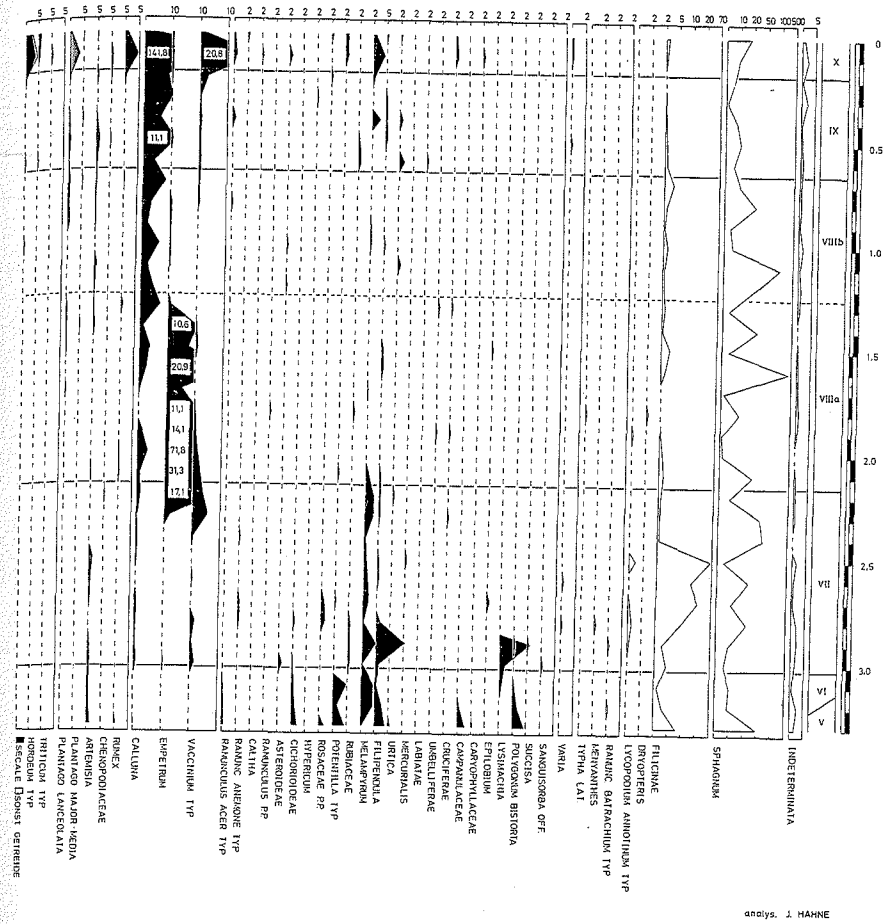 5 5 5 5 5 5 5 5 10 10 2 2 2 2 2 2 2 2 2 2 2 2 2 2 2 2 2 2 2 2 2 2 2 2 2 2 5 10 20 70 10 20 50 100 500 5
141,8
20,8
11,1
10,6
20,9
11,1
14,1
71,8
31,3
17,1
X
IX
VIIIb
VIIIa
VII
VI
V
0
0.5
1.0
1.5
2.0
2,5
3.0
SECALE SONST GETREIDE
HORDEUM TYP
TRITICUM TYP
PLANTAGO LANCEOLATA
PLANTAGO MAJOR-MEDIA
ARTEMISIA
CHENOPODIACEAE
RUMEX
CALLUNA
EMPETRUM
VACCINIUM TYP
RANUNCULUS ACER TYP
RANUNC ANEMONE TYP
CALTHA
RANUNCULUS P.P.
ASTEROIDEAE
CICHORIOIDEAE
HYPERICUM
ROSACEAE P.P.
POTENTILLA TYP
RUBIACEAE
MELAMPYRUM
FILIPENDULA
URTICA
MERCURIALIS
LABIATAE
UMBELLIFERAE
CRUCIFERAE
CAMPANULACEAE
CARYOPHYLLACEAE
EPILOBIUM
LYSIMACHIA
POLYGONUM BISTORTA
SUCCISA
SANGUISORBA OFF.
VARIA
TYPHA LAT.
MENYANTHES
RANUNC BATRACHIUM TYP
LYCOPODIUM ANNOTINUM TYP
DRYOPTERIS
FILICINAE
SPHAGNUM
INDETERMINATA
analys. J. HAHNE